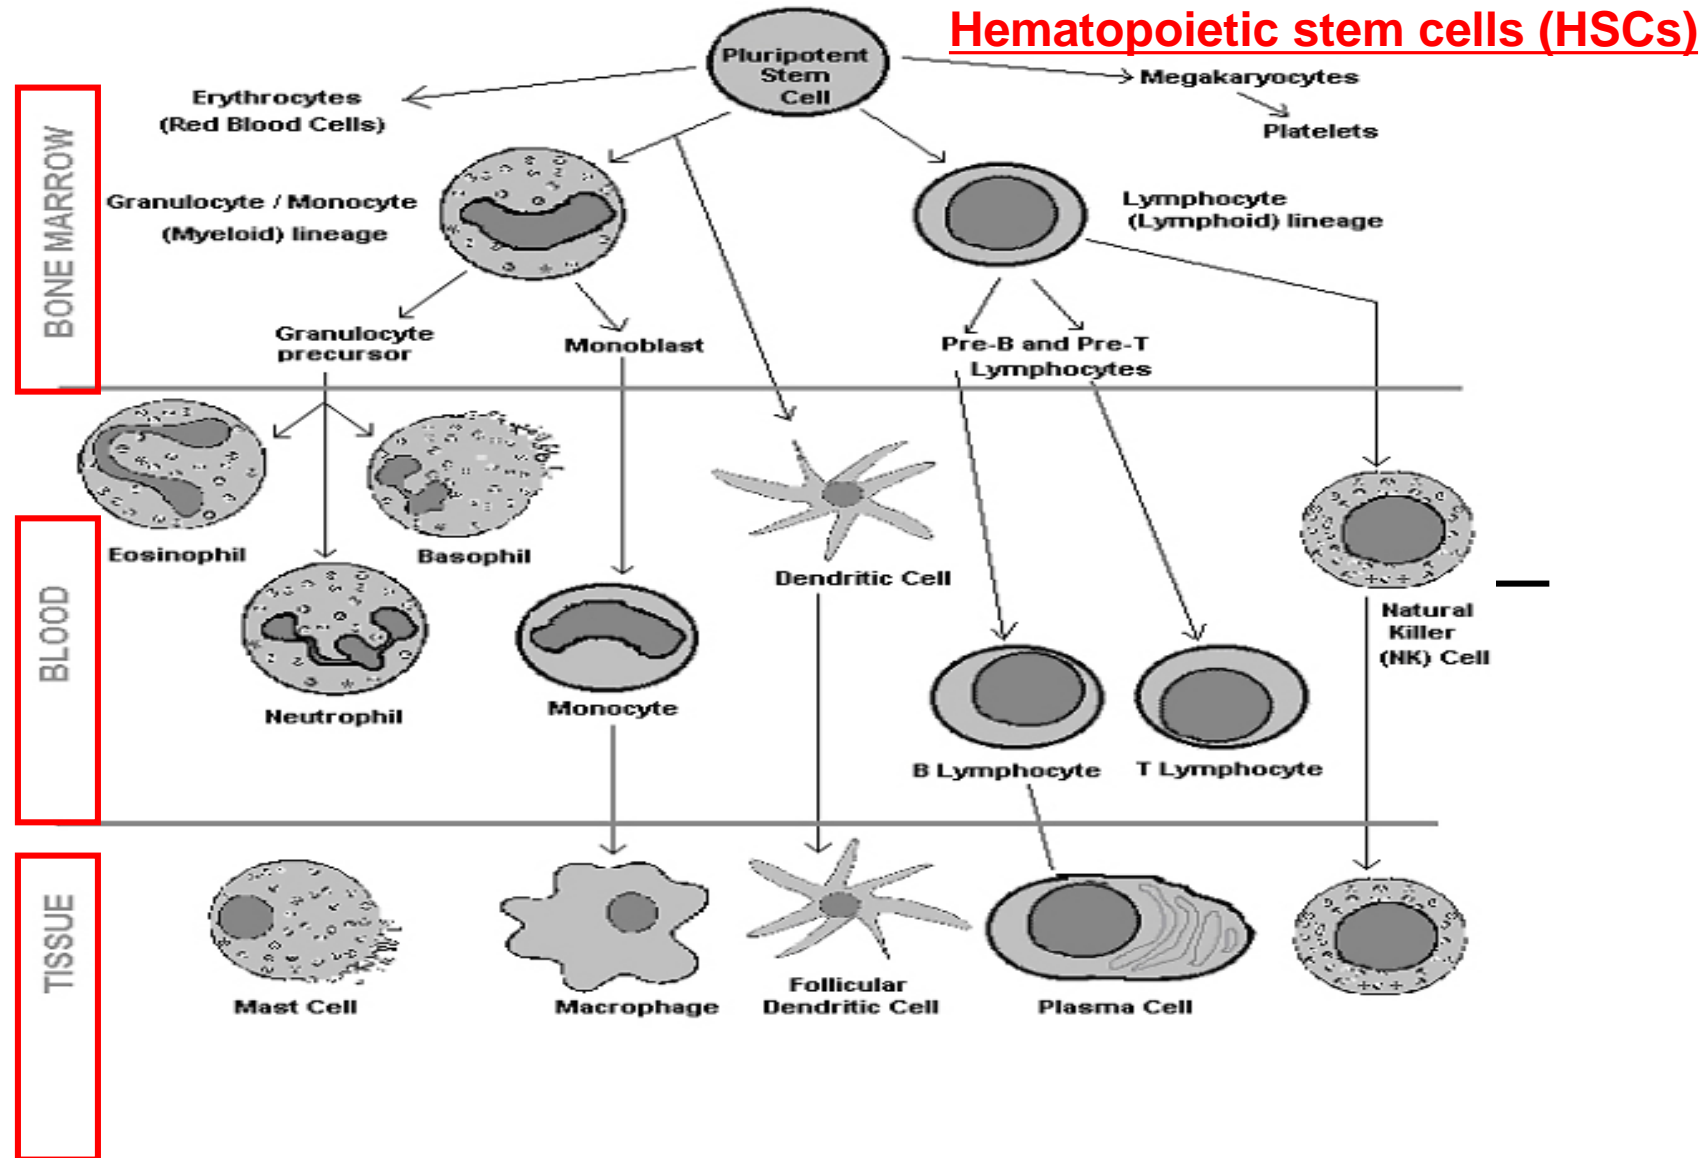 Hematopoietic stem cells (HSCs)
Pluripotent
Stem
Cell
Erythrocytes
(Red Blood Cells)
Megakaryocytes
Platelets
BONE MARROW
Granulocyte / Monocyte
(Myeloid) lineage
Lymphocyte
(Lymphoid) lineage
Granulocyte
precursor
Monoblast
Pre-B and Pre-T
Lymphocytes
BLOOD
Eosinophil
Basophil
Dendritic Cell
Natural
Killer
(NK) Cell
Neutrophil
Monocyte
B Lymphocyte
T Lymphocyte
TISSUE
Mast Cell
Macrophage
Follicular
Dendritic Cell
Plasma Cell